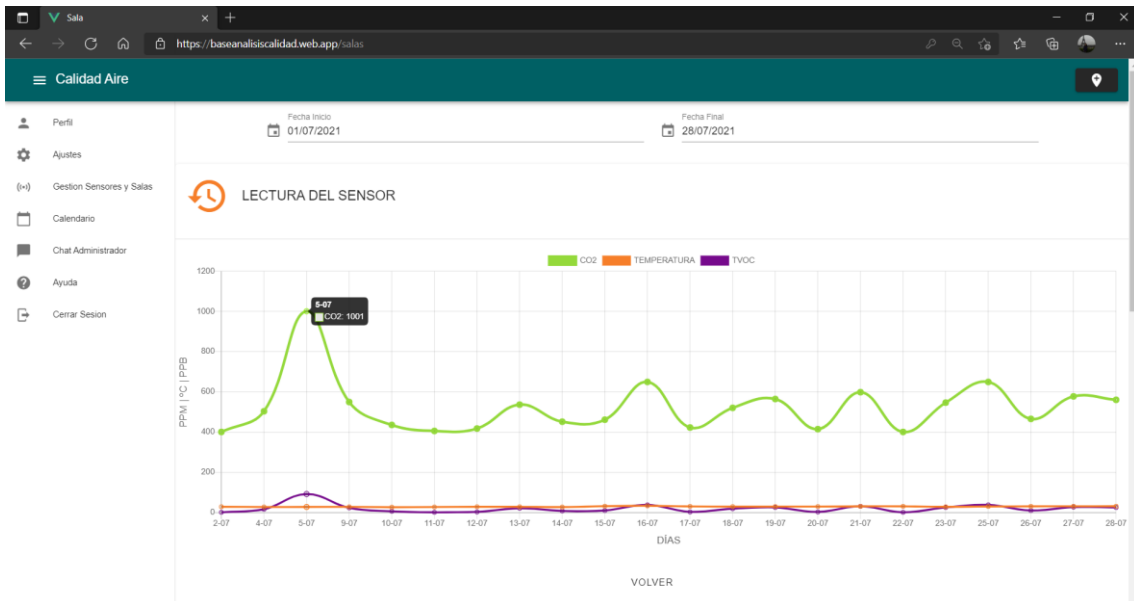 Sala
https://baseanalisiscalidad.web.app/salas
Calidad Aire
Perfil
Ajustes
Gestion Sensores y Salas
Calendario
Chat Administrador
Ayuda
Cerrar Sesion
Fecha Inicio
01/07/2021
Fecha Final
28/07/2021
LECTURA DEL SENSOR
CO2 TEMPERATURA TVOC
1200
1000
800
600
400
200
0
PPM | ºC | PPB
5-07
CO2: 1001
2-07 4-07 5-07 9-07 10-07 11-07 12-07 13-07 14-07 15-07 16-07 17-07 18-07 19-07 20-07 21-07 22-07 23-07 25-07 26-07 27-07 28-07
DÍAS
VOLVER